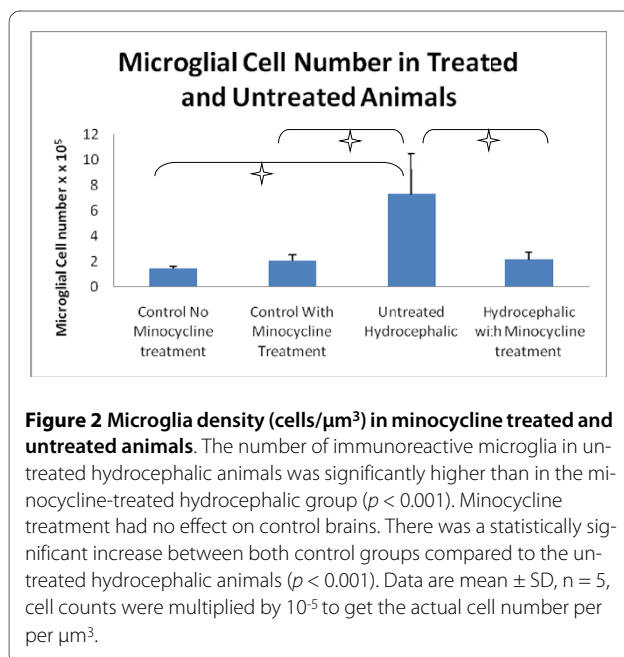 Microglial Cell Number in Treated
and Untreated Animals
Microglial Cell number x x 10⁵
12
10
8
6
4
2
0
Control No
Minocycline
treatment
Control With
Minocycline
Treatment
Untreated
Hydrocephalic
Hydrocephalic
with Minocycline
treatment
Figure 2 Microglia density (cells/μm³) in minocycline treated and
untreated animals. The number of immunoreactive microglia in un-
treated hydrocephalic animals was significantly higher than in the mi-
nocycline-treated hydrocephalic group (p < 0.001). Minocycline
treatment had no effect on control brains. There was a statistically sig-
nificant increase between both control groups compared to the un-
treated hydrocephalic animals (p < 0.001). Data are mean ± SD, n = 5,
cell counts were multiplied by 10⁻⁵ to get the actual cell number per
per μm³.